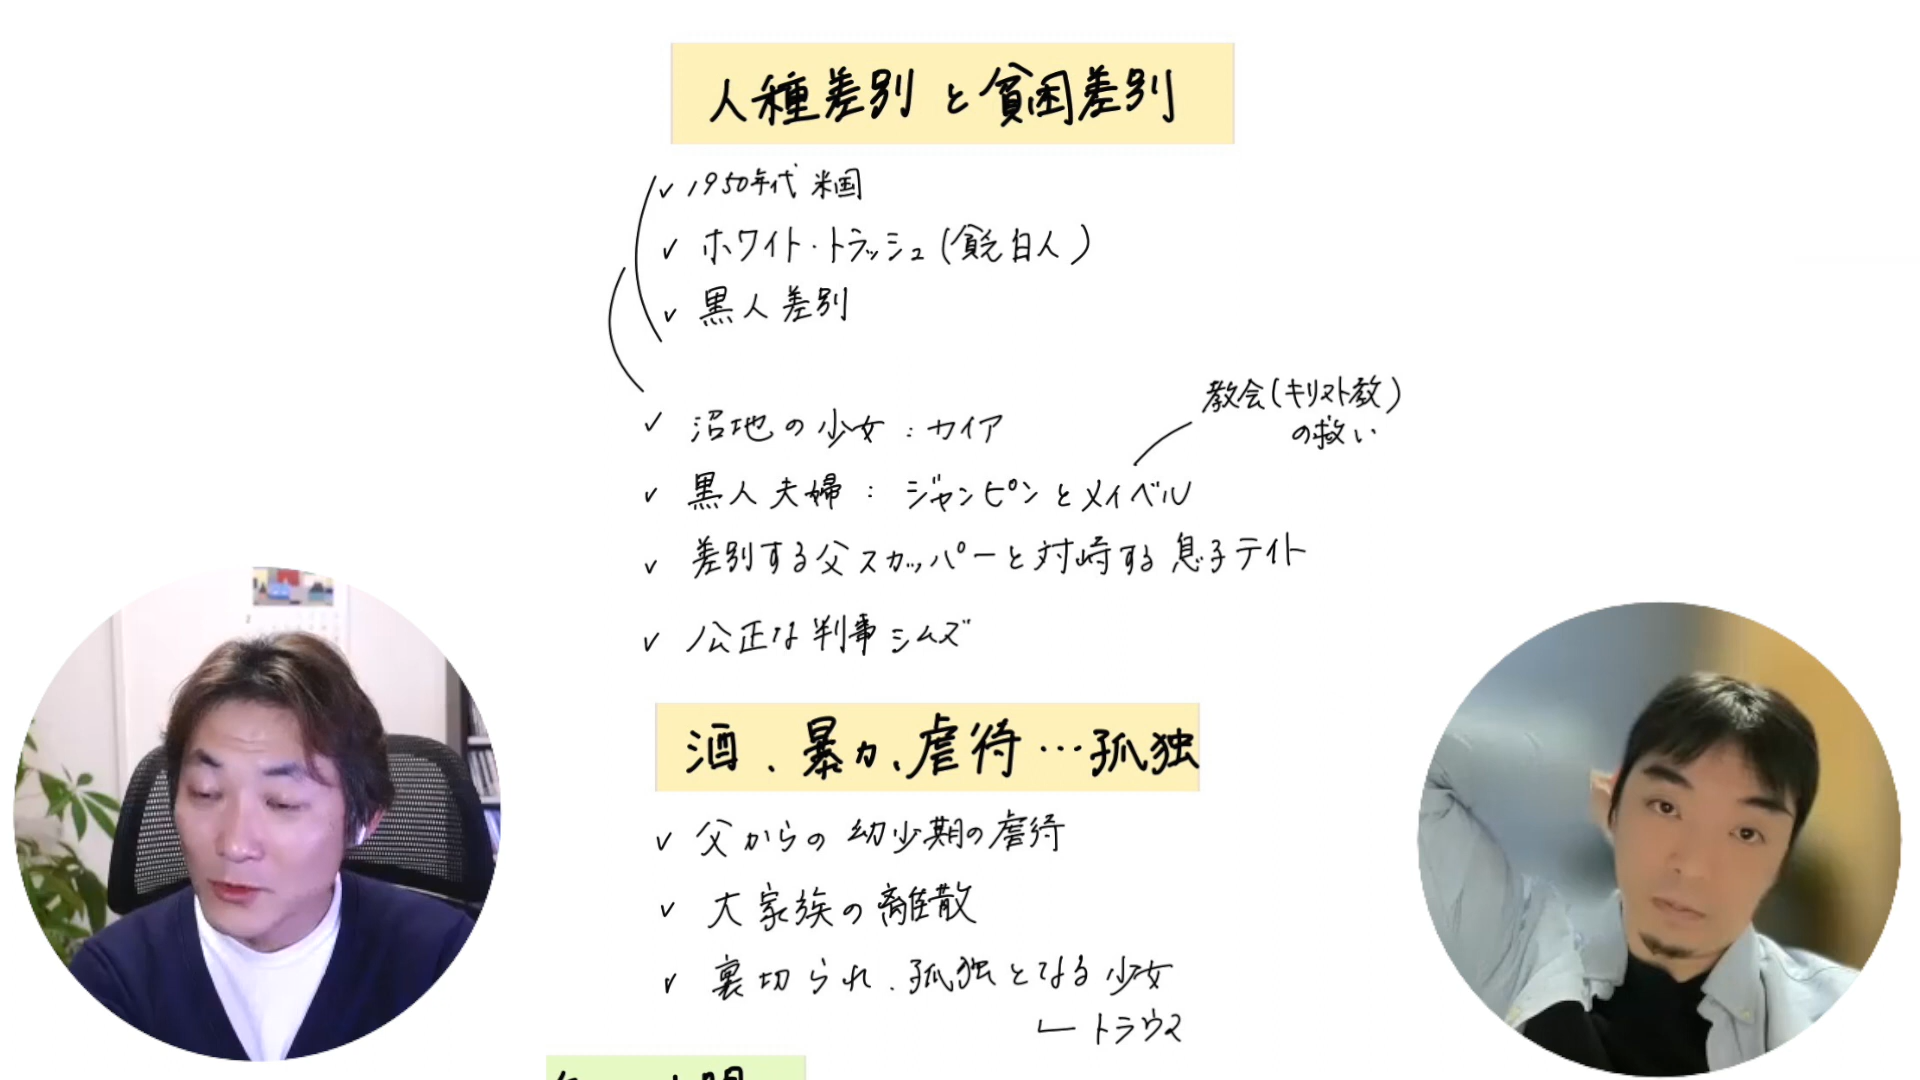 人種差別と貧困差別
✓ 1950年代 米国
✓ ホワイト・トラッシュ(貧乏白人)
✓ 黒人差別
✓ 沼地の少女:カイア
教会(キリスト教)
の救い
✓ 黒人夫婦:ジャンピンとメイベル
✓ 差別する父スカッパーと対峙する息子テイト
✓ 公正な判事シムズ
酒、暴力、虐待…孤独
✓ 父からの幼少期の虐待
✓ 大家族の離散
✓ 裏切られ、孤独となる少女
トラウマ